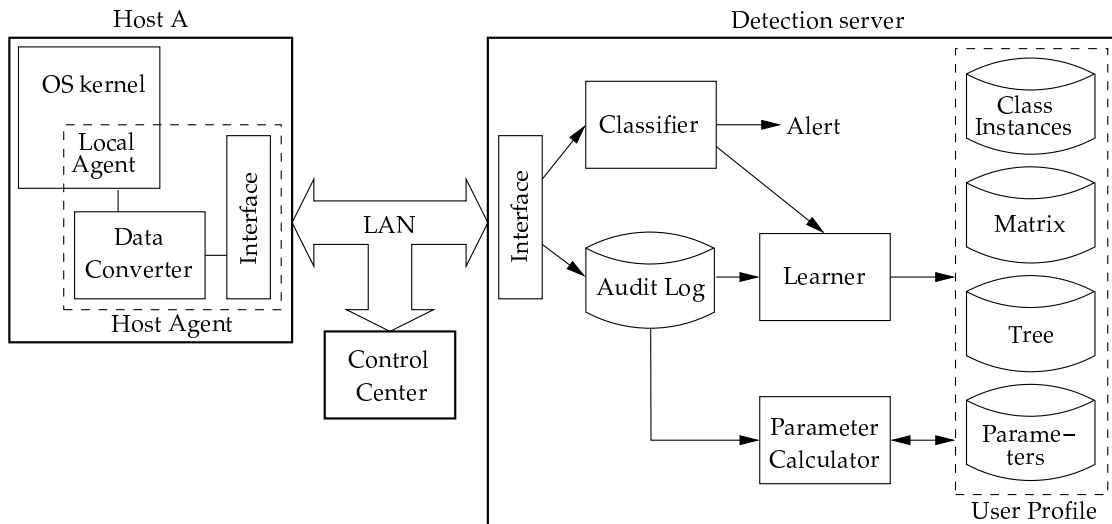 Host A
OS kernel
Local
Agent
Data
Converter
Interface
Host Agent
LAN
Control
Center
Detection server
Interface
Classifier
Alert
Audit Log
Learner
Parameter
Calculator
Class
Instances
Matrix
Tree
Parame–
ters
User Profile